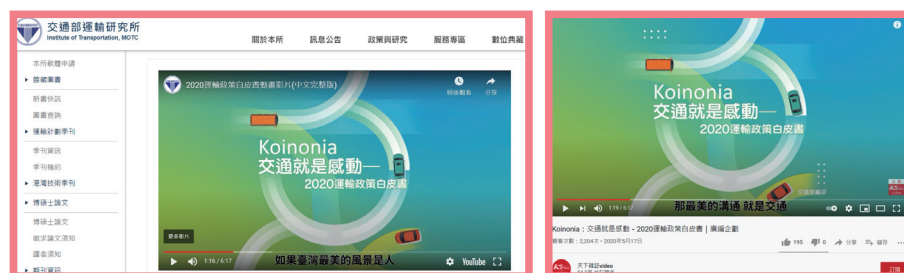 交通部運輸研究所
Institute of Transportation, MOTC
關於本所
訊息公告
政策與研究
服務專區
數位典藏
本所軟體申請
館藏圖書
新書快訊
圖書查詢
運輸計劃季刊
季刊資訊
季刊稿約
港灣技術季刊
博碩士論文
博碩士論文
徵求論文須知
讀者須知
期刊資訊
2020運輸政策白皮書動畫影片(中文完整版)
稍後觀看
分享
Koinonia
交通就是感動—
2020運輸政策白皮書
更多影片
如果臺灣最美的風景是人
1:16 / 6:17
YouTube
Koinonia
交通就是感動—
2020運輸政策白皮書
那最美的溝通 就是交通
1:19 / 6:17
Koinonia：交通就是感動 - 2020運輸政策白皮書｜廣編企劃
觀看次數：2,204次・2020年5月17日
195
0
分享
儲存
天下雜誌video
訂閱